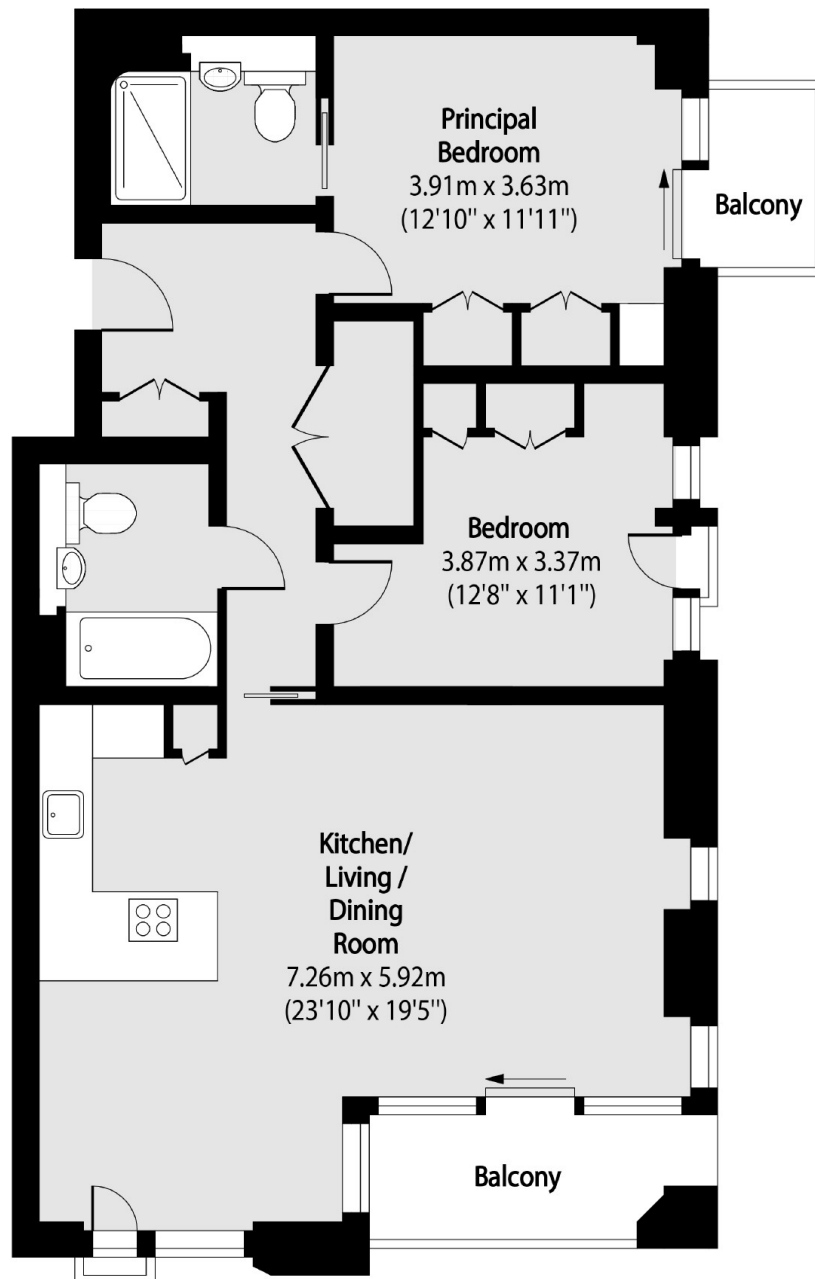 Principal
Bedroom
3.91m x 3.63m
(12'10" x 11'11")
Balcony
Bedroom
3.87m x 3.37m
(12'8" x 11'1")
Kitchen/
Living /
Dining
Room
7.26m x 5.92m
(23'10" x 19'5")
Balcony